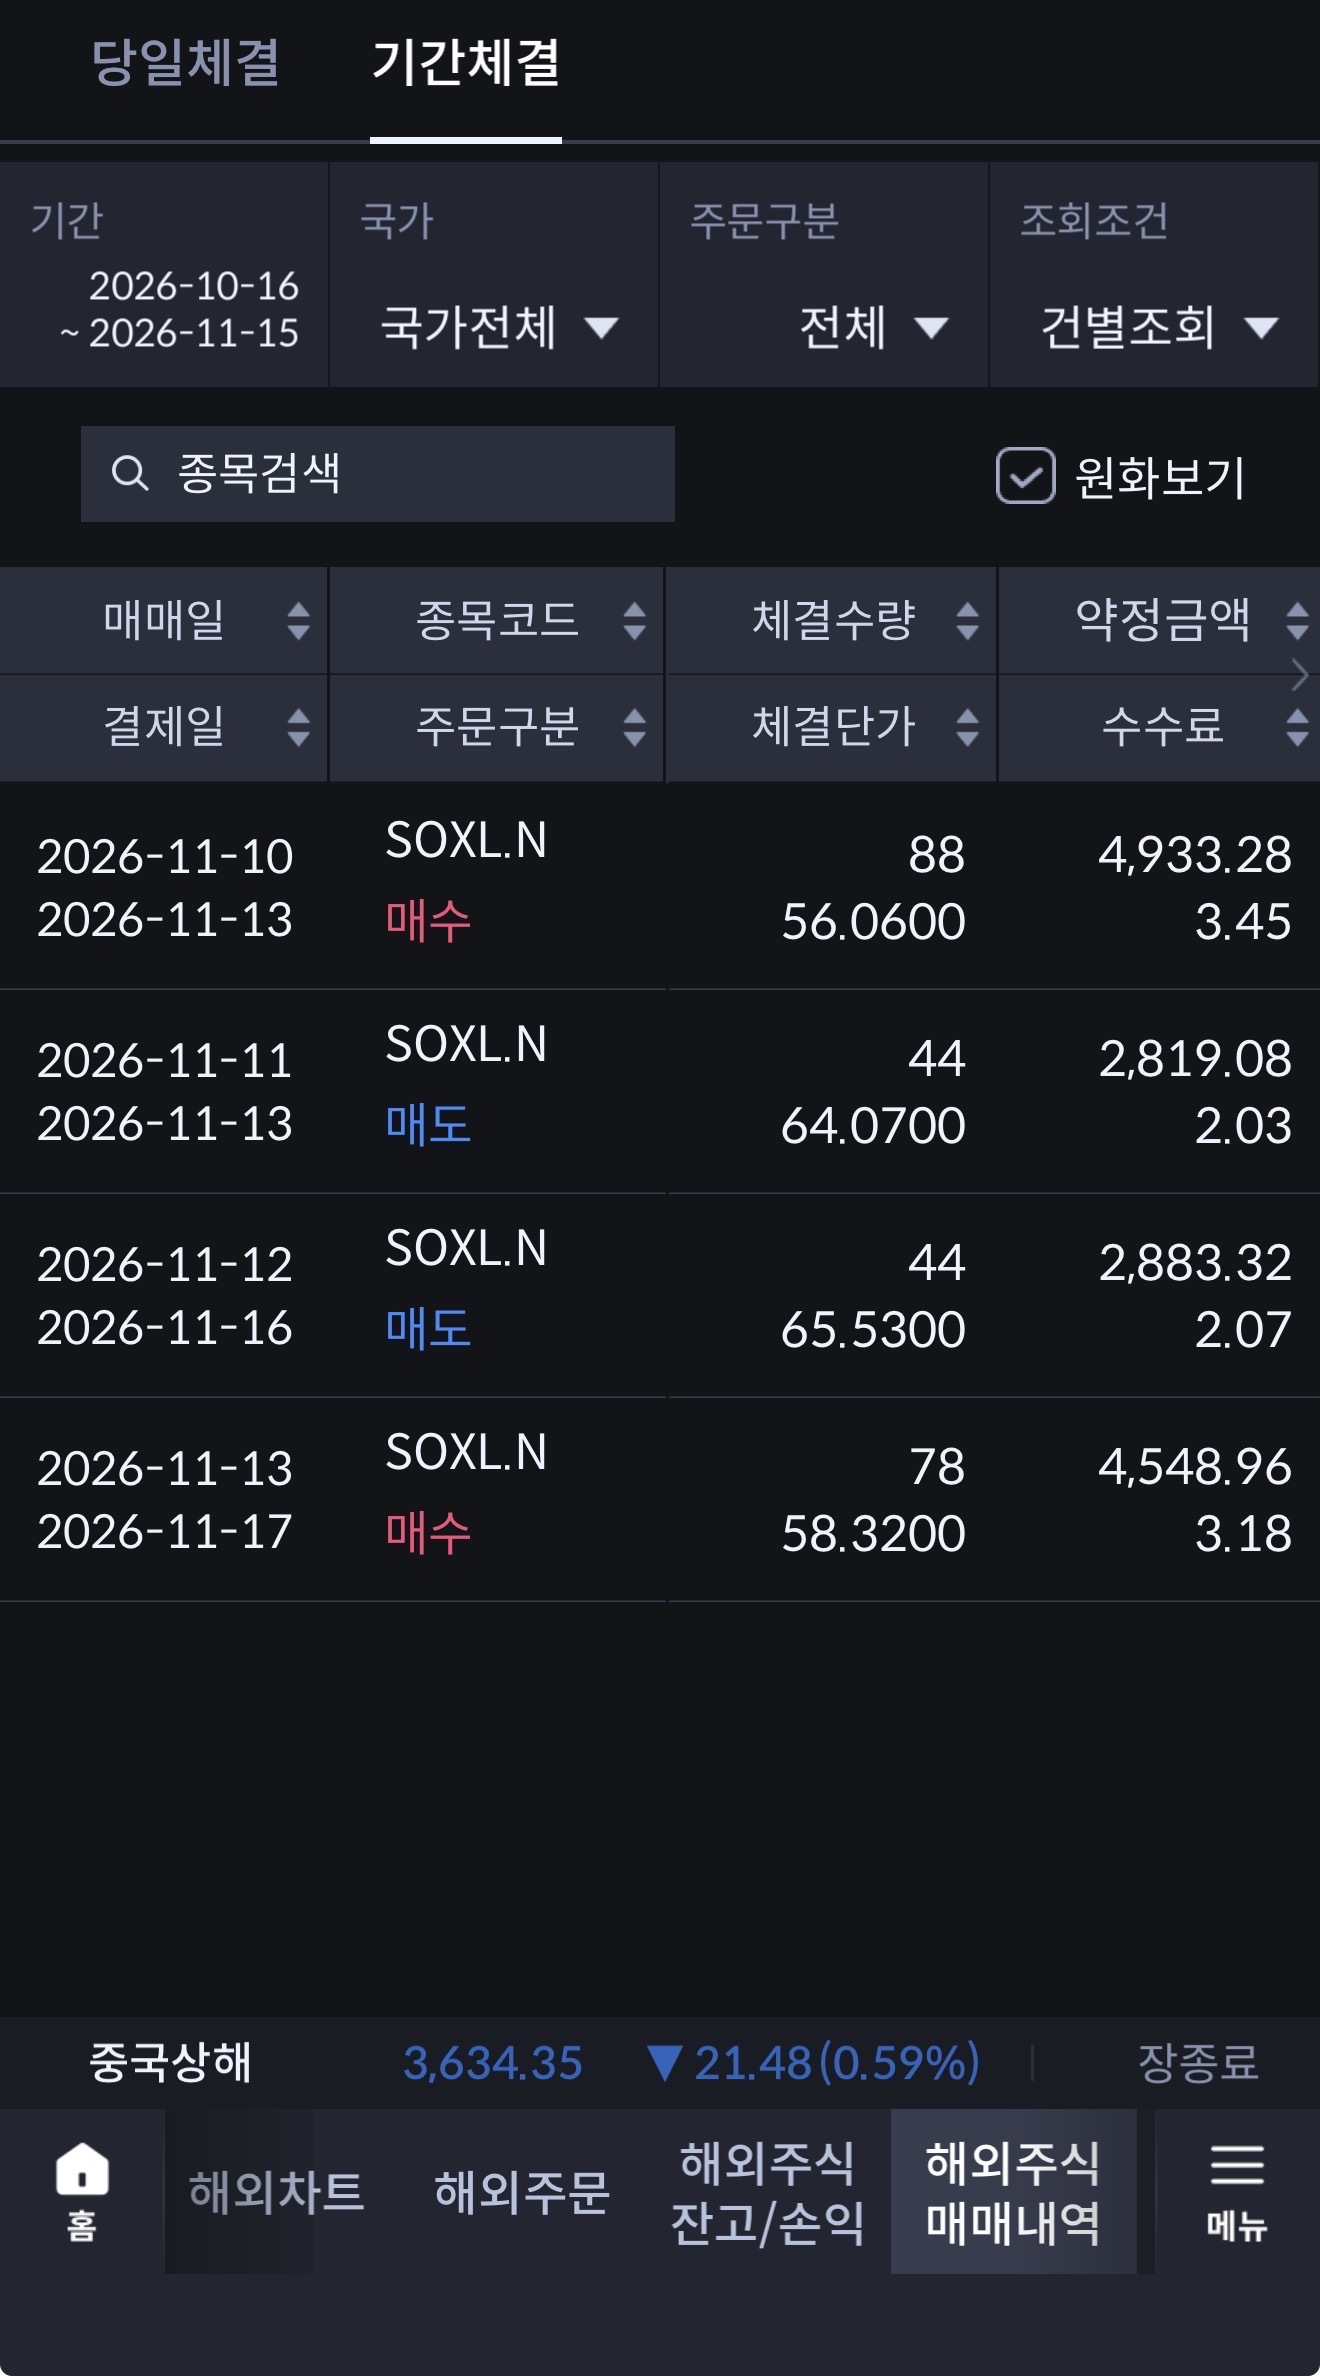 당일체결 기간체결
기간 국가 주문구분 조회조건
2026-10-16
~ 2026-11-15 국가전체 전체 건별조회
종목검색 원화보기
매매일 종목코드 체결수량 약정금액
결제일 주문구분 체결단가 수수료
2026-11-10 SOXL.N 88 4,933.28
2026-11-13 매수 56.0600 3.45
2026-11-11 SOXL.N 44 2,819.08
2026-11-13 매도 64.0700 2.03
2026-11-12 SOXL.N 44 2,883.32
2026-11-16 매도 65.5300 2.07
2026-11-13 SOXL.N 78 4,548.96
2026-11-17 매수 58.3200 3.18
중국상해 3,634.35 ▼ 21.48(0.59%) 장종료
홈 해외차트 해외주문 해외주식 잔고/손익 해외주식 매매내역 메뉴